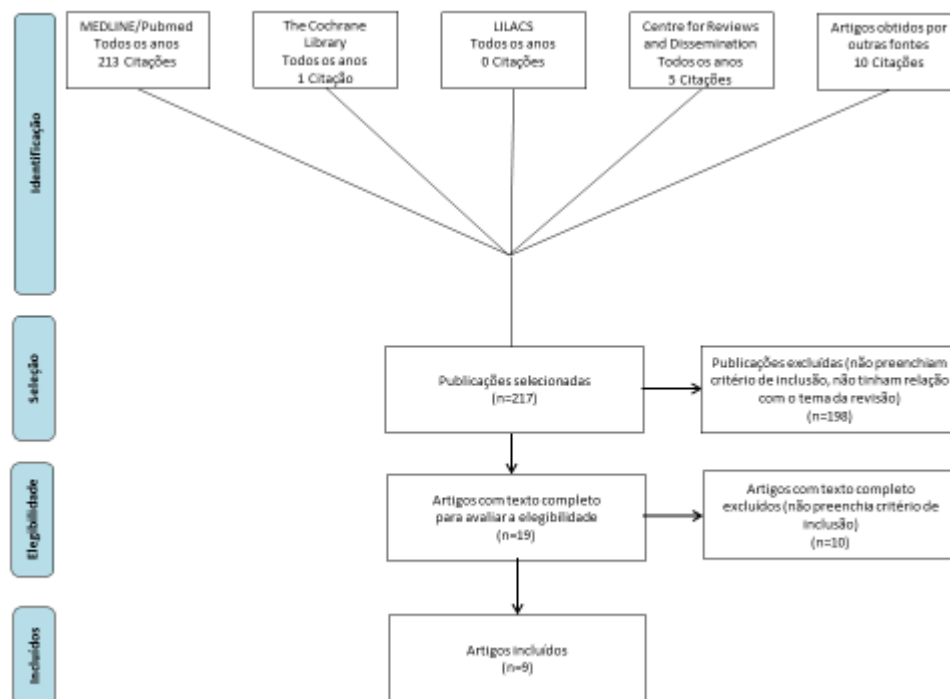 Identificação
MEDLINE/Pubmed
Todos os anos
213 Citações
The Cochrane
Library
Todos os anos
1 Citação
LILACS
Todos os anos
0 Citações
Centre for Reviews
and Dissemination
Todos os anos
5 Citações
Artigos obtidos por
outras fontes
10 Citações
Seleção
Publicações selecionadas
(n=217)
Publicações excluídas (não preenchiam
critério de inclusão, não tinham relação
com o tema da revisão)
(n=198)
Elegibilidade
Artigos com texto completo
para avaliar a elegibilidade
(n=19)
Artigos com texto completo
excluídos (não preenchia critério de
inclusão)
(n=10)
Incluídos
Artigos incluídos
(n=9)